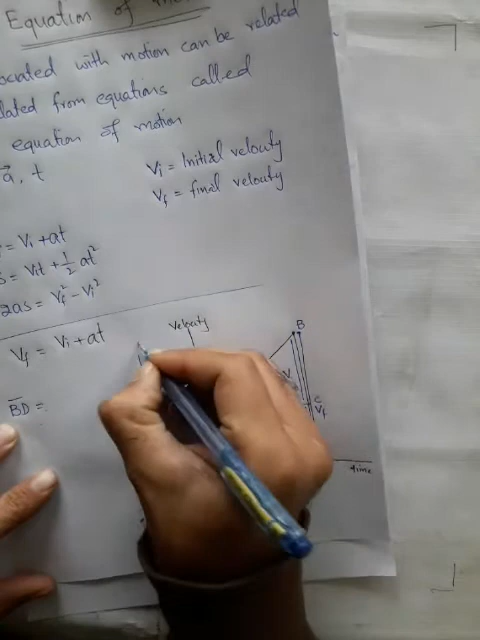 Equation of
ociated with motion can be related
lated from equations called
equation of motion
a, t
Vi = Initial velocity
Vf = final velocity
= Vi + at
S = Vit + 1/2 at²
2as = Vf² - Vi²
Vf = Vi + at
Velocity
B
BD =
V
C
Vf
time